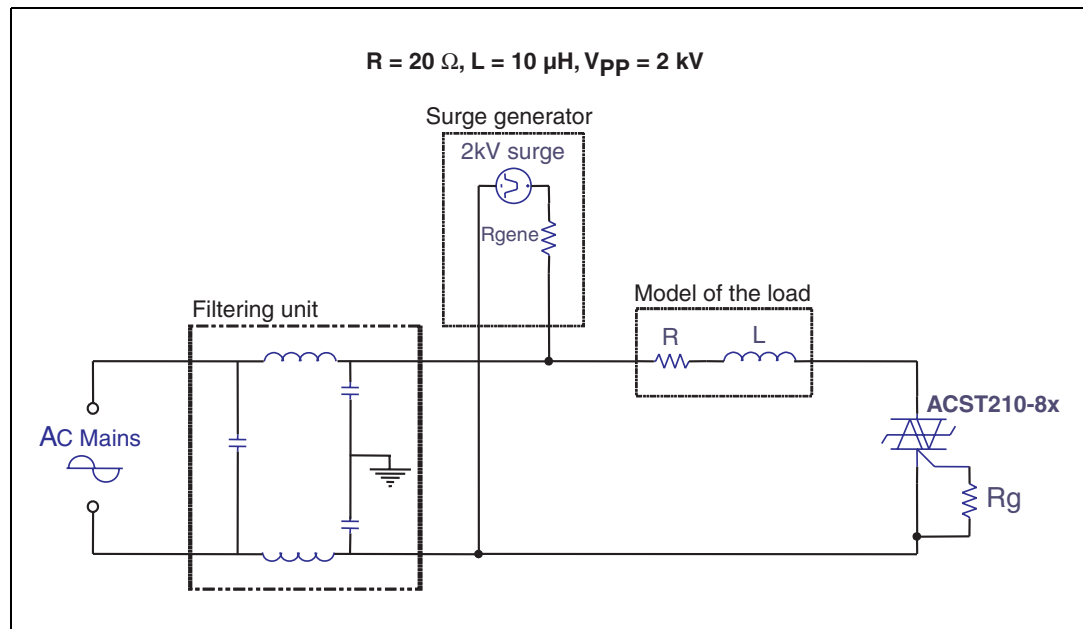 R = 20 Ω, L = 10 µH, VPP = 2 kV
Surge generator
2kV surge
Rgene
Model of the load
Filtering unit
R
L
ACST210-8x
AC Mains
Rg